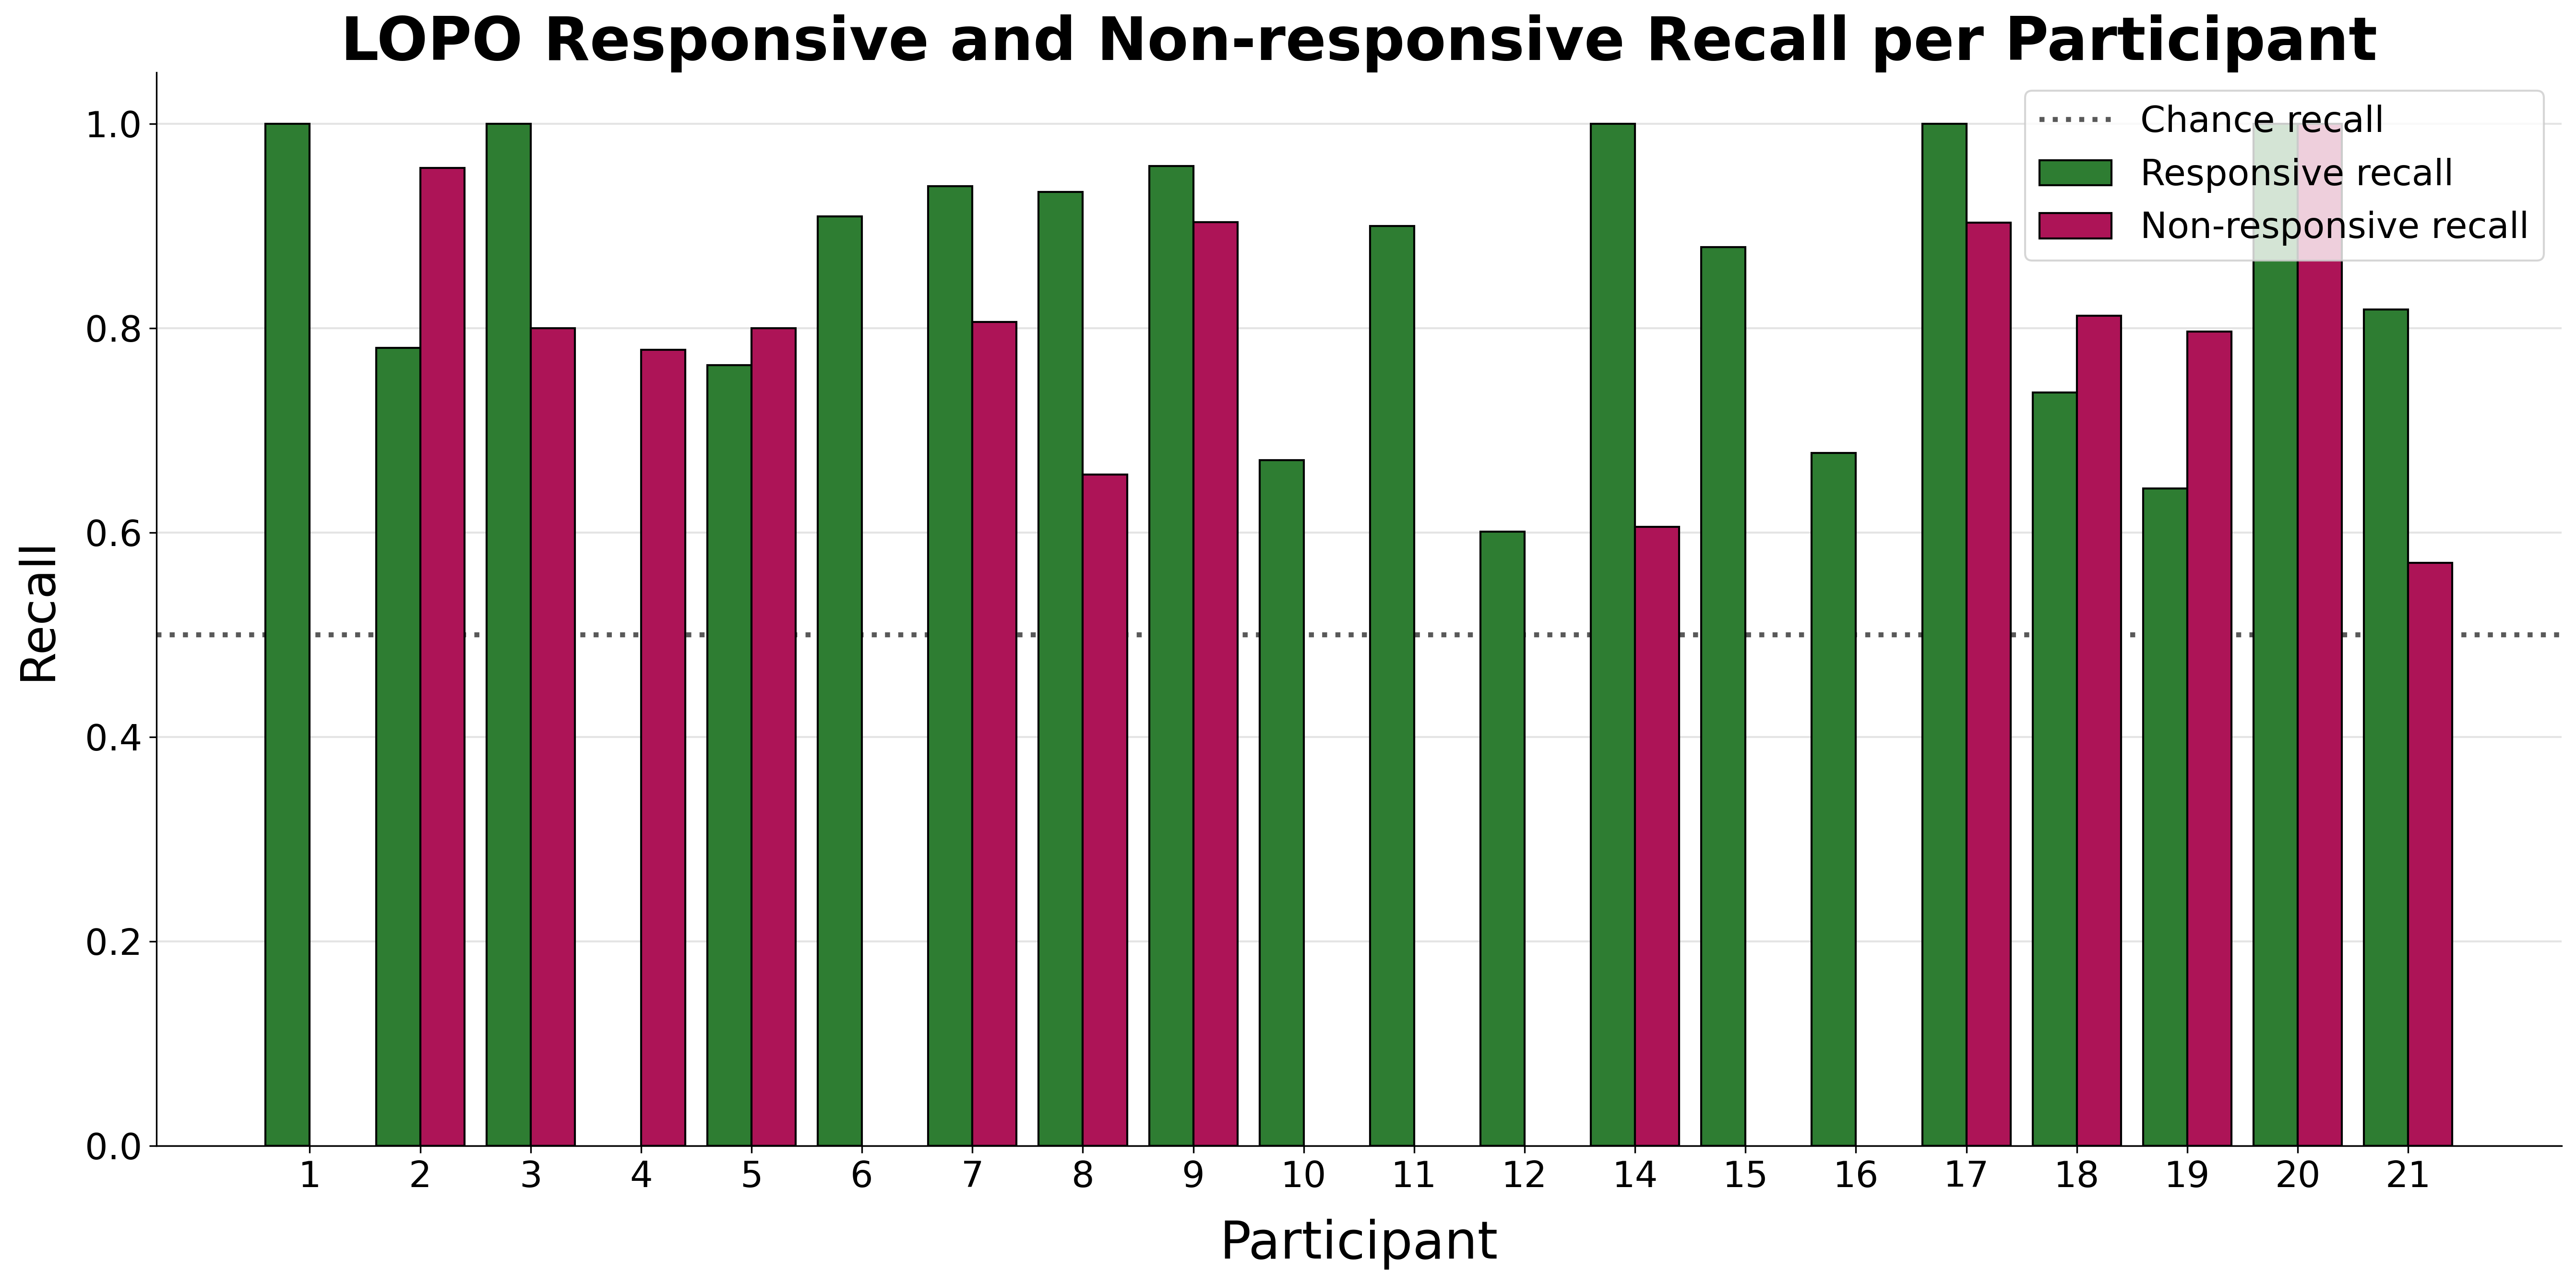 LOPO Responsive and Non-responsive Recall per Participant
Chance recall
Responsive recall
Non-responsive recall
Recall
1.0
0.8
0.6
0.4
0.2
0.0
1 2 3 4 5 6 7 8 9 10 11 12 14 15 16 17 18 19 20 21
Participant